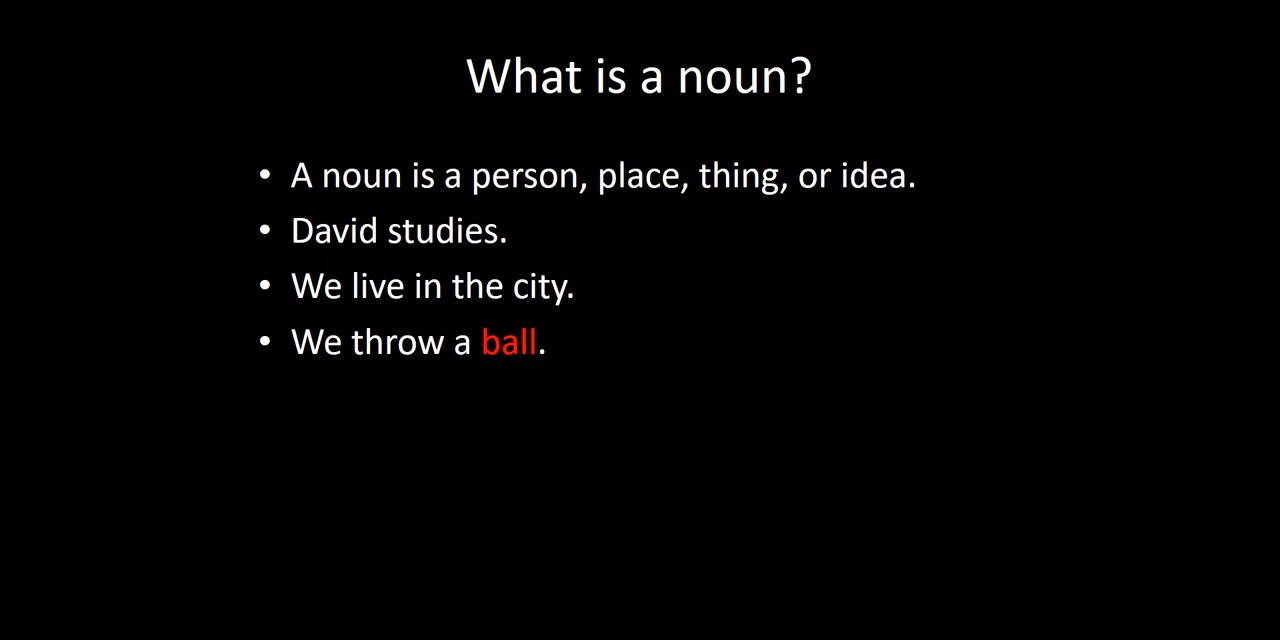 What is a noun?
• A noun is a person, place, thing, or idea.
• David studies.
• We live in the city.
• We throw a ball.